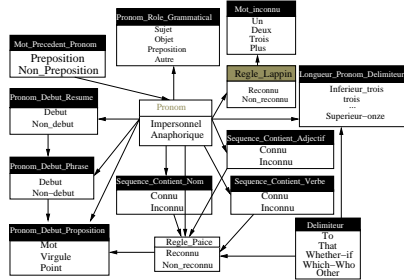 Pronom_Role_Grammatical
Sujet
Objet
Preposition
Autre
Mot_inconnu
Un
Deux
Trois
Plus
Mot_Precedent_Pronom
Preposition
Non_Preposition
Regle_Lappin
Reconnu
Non_reconnu
Longueur_Pronom_Delimiteur
Inferieur_trois
trois
...
Superieur-onze
Pronom_Debut_Resume
Debut
Non_debut
Pronom
Impersonnel
Anaphorique
Sequence_Contient_Adjectif
Connu
Inconnu
Pronom_Debut_Phrase
Debut
Non-debut
Sequence_Contient_Nom
Connu
Inconnu
Sequence_Contient_Verbe
Connu
Inconnu
Pronom_Debut_Proposition
Mot
Virgule
Point
Regle_Paice
Reconnu
Non_reconnu
Delimiteur
To
That
Whether-if
Which-Who
Other